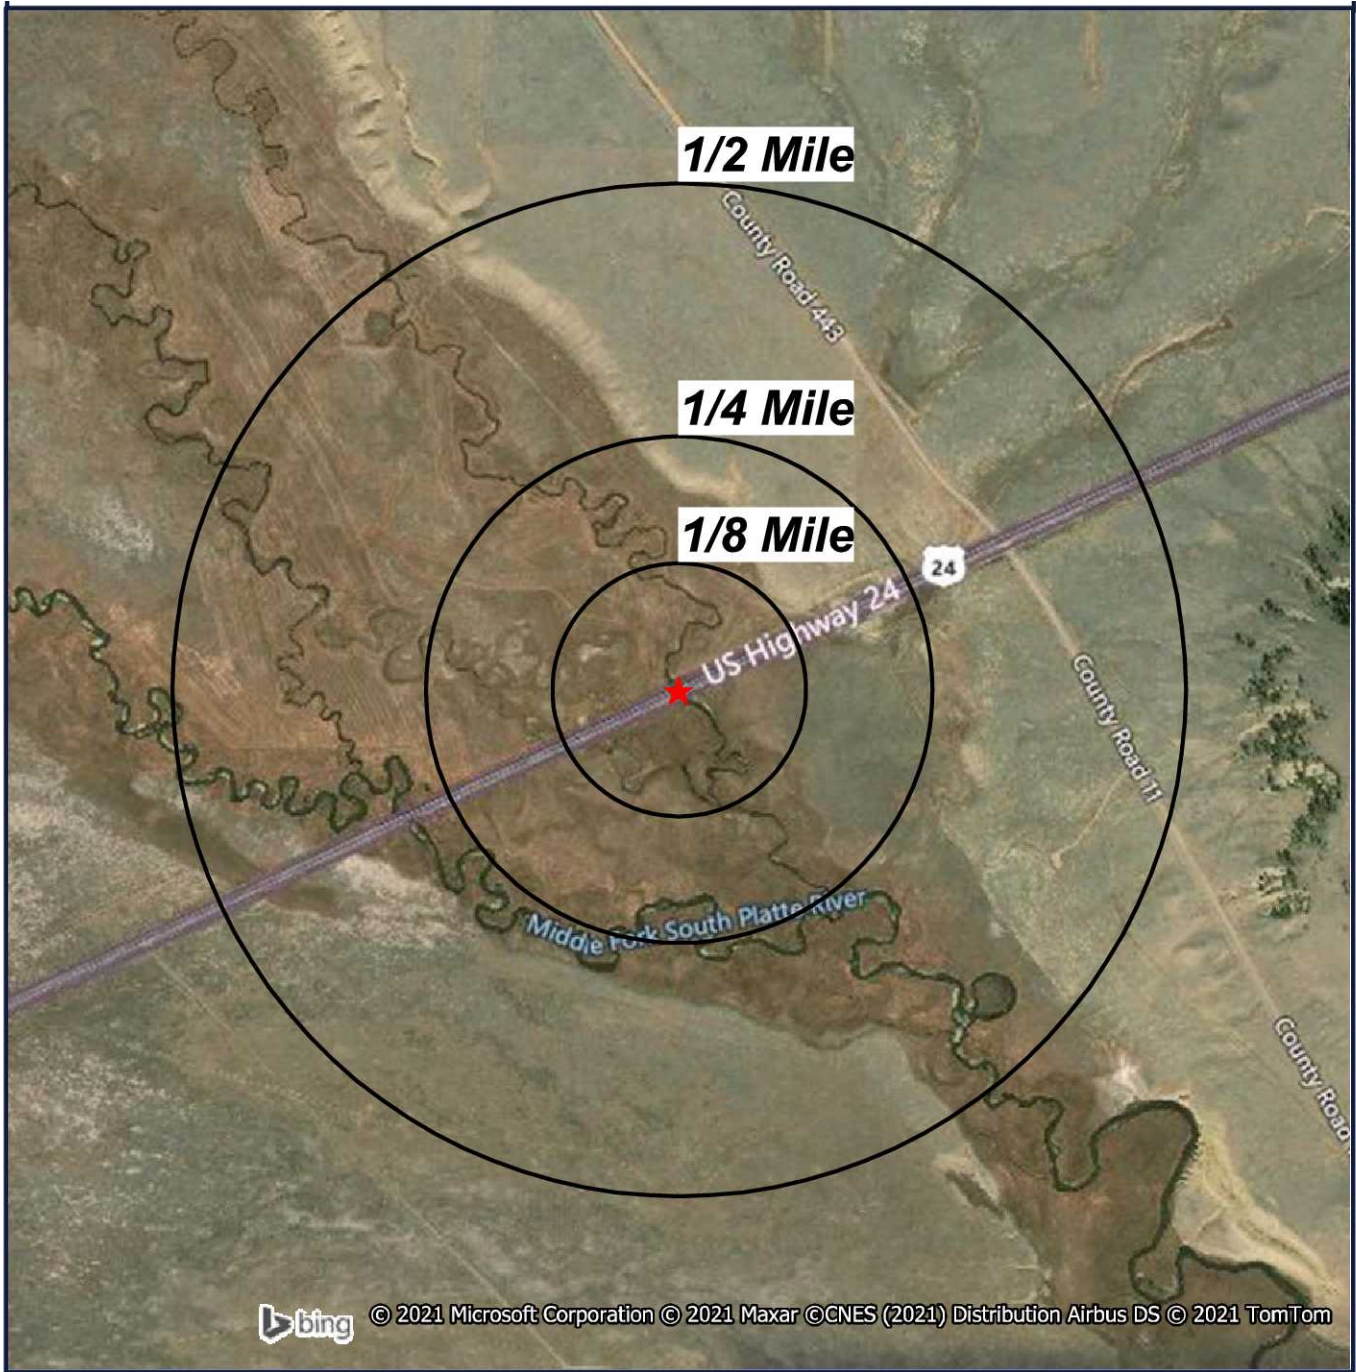 1/2 Mile
County Road 443
1/4 Mile
1/8 Mile
24
US Highway 24
County Road 11
Middle Fork South Platte River
County Road
bing
© 2021 Microsoft Corporation © 2021 Maxar ©CNES (2021) Distribution Airbus DS © 2021 TomTom